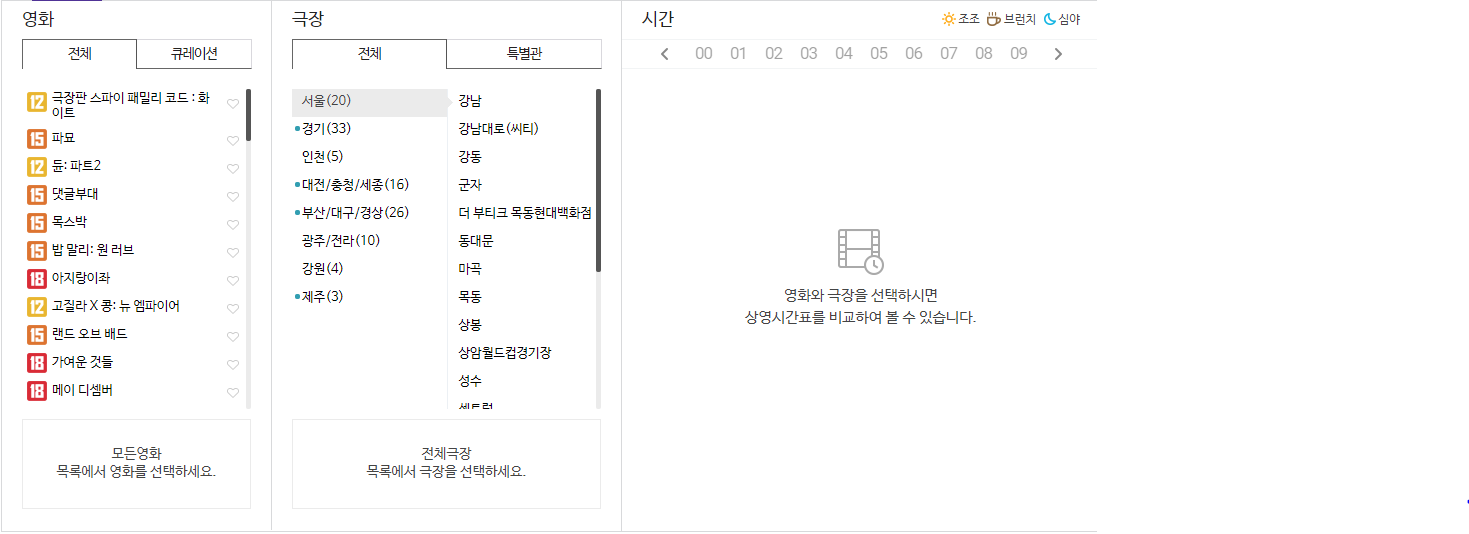 영화
전체
큐레이션
12 극장판 스파이 패밀리 코드 : 화
이트
15 파묘
12 듄: 파트2
15 댓글부대
15 목스박
15 밥 말리: 원 러브
18 아지랑이좌
12 고질라 X 콩: 뉴 엠파이어
15 랜드 오브 배드
18 가여운 것들
18 메이 디셈버
모든영화
목록에서 영화를 선택하세요.
극장
전체
특별관
서울(20)
경기(33)
인천(5)
대전/충청/세종(16)
부산/대구/경상(26)
광주/전라(10)
강원(4)
제주(3)
강남
강남대로(씨티)
강동
군자
더 부티크 목동현대백화점
동대문
마곡
목동
상봉
상암월드컵경기장
성수
센트럴
전체극장
목록에서 극장을 선택하세요.
시간
조조 브런치 심야
00 01 02 03 04 05 06 07 08 09
영화와 극장을 선택하시면
상영시간표를 비교하여 볼 수 있습니다.